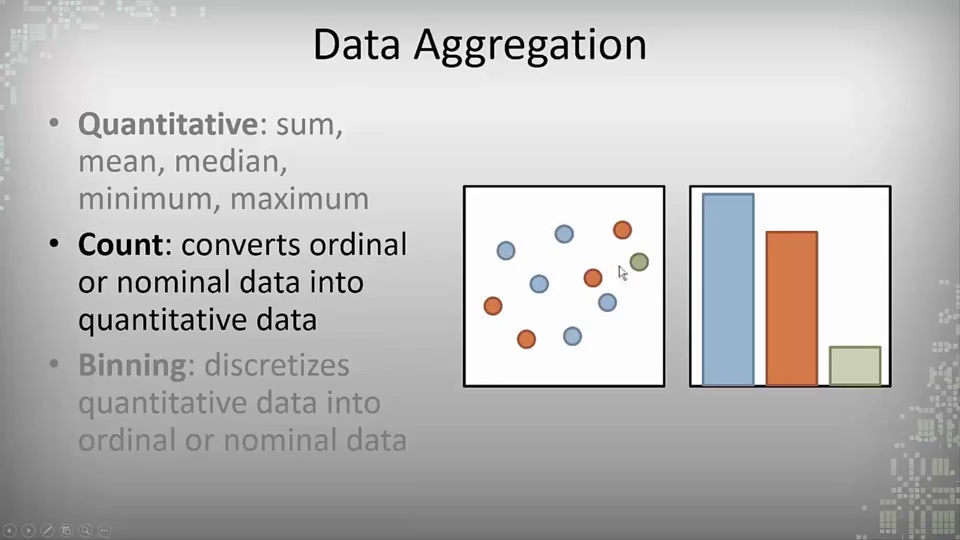 Data Aggregation
• Quantitative: sum,
mean, median,
minimum, maximum
• Count: converts ordinal
or nominal data into
quantitative data
• Binning: discretizes
quantitative data into
ordinal or nominal data